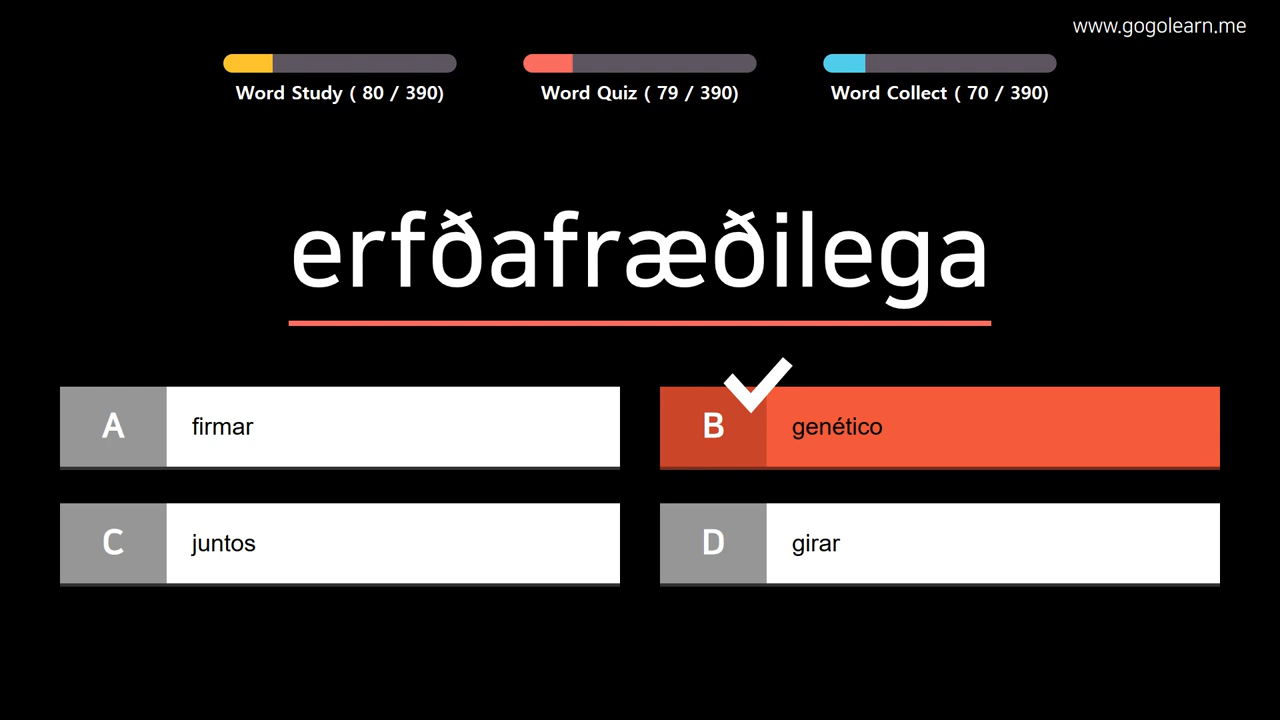 www.gogolearn.me
Word Study ( 80 / 390)
Word Quiz ( 79 / 390)
Word Collect ( 70 / 390)
erfðafræðilega
A firmar
B genético
C juntos
D girar